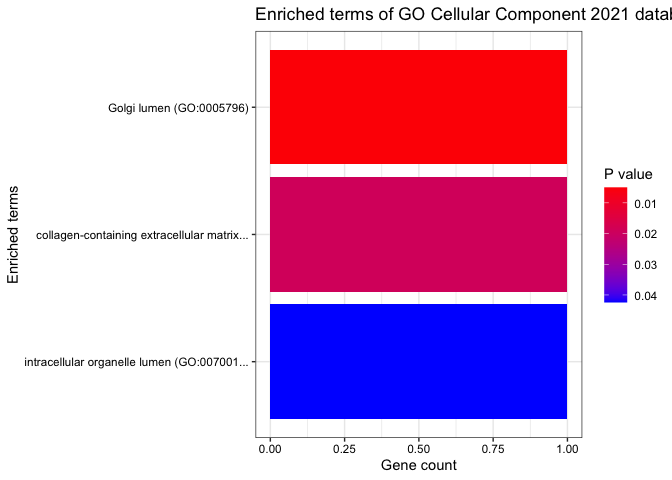 Enriched terms of GO Cellular Component 2021 datal
Golgi lumen (GO:0005796)
collagen-containing extracellular matrix...
intracellular organelle lumen (GO:007001...
Enriched terms
0.00
0.25
0.50
0.75
1.00
Gene count
P value
0.01
0.02
0.03
0.04